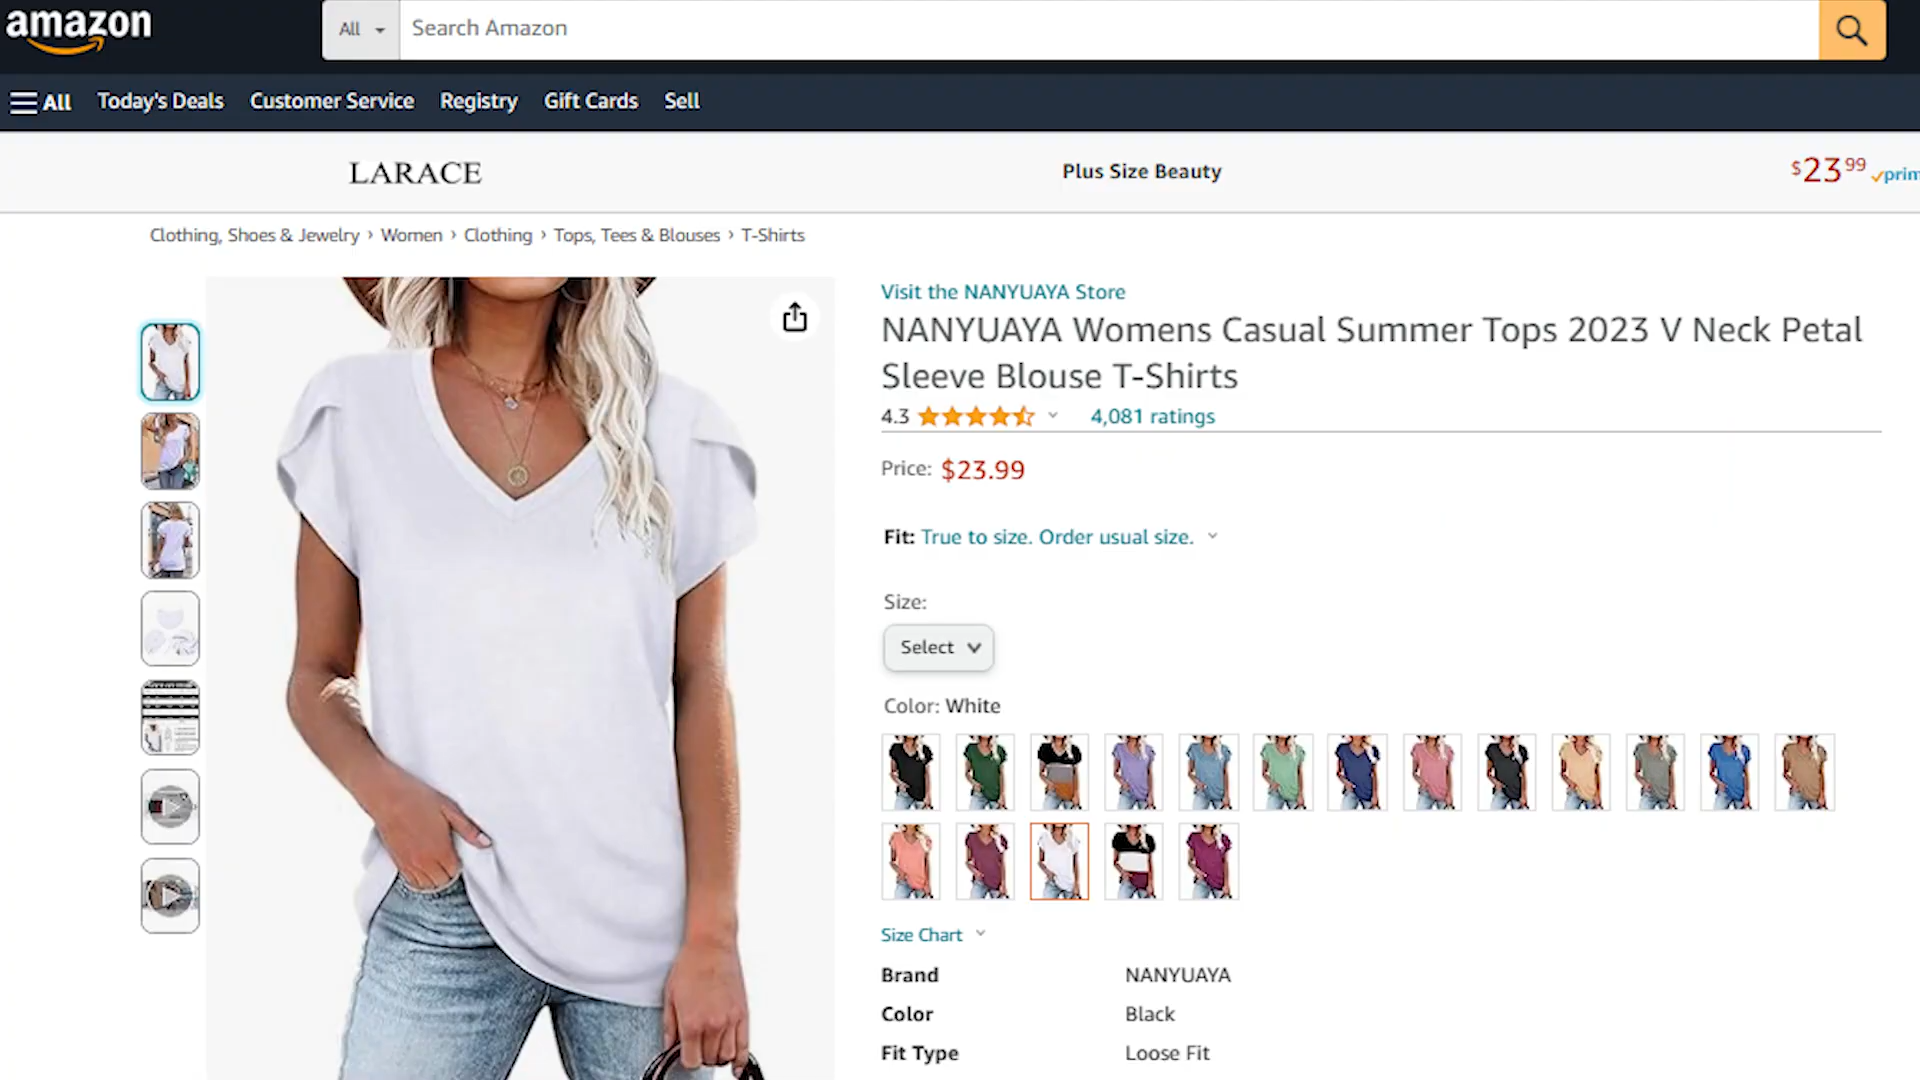 amazon
All
Search Amazon
All Today's Deals Customer Service Registry Gift Cards Sell
LARACE
Plus Size Beauty
$23 99 prim
Clothing, Shoes & Jewelry › Women › Clothing › Tops, Tees & Blouses › T-Shirts
Visit the NANYUAYA Store
NANYUAYA Womens Casual Summer Tops 2023 V Neck Petal
Sleeve Blouse T-Shirts
4.3 4,081 ratings
Price: $23.99
Fit: True to size. Order usual size.
Size:
Select
Color: White
Size Chart
Brand NANYUAYA
Color Black
Fit Type Loose Fit